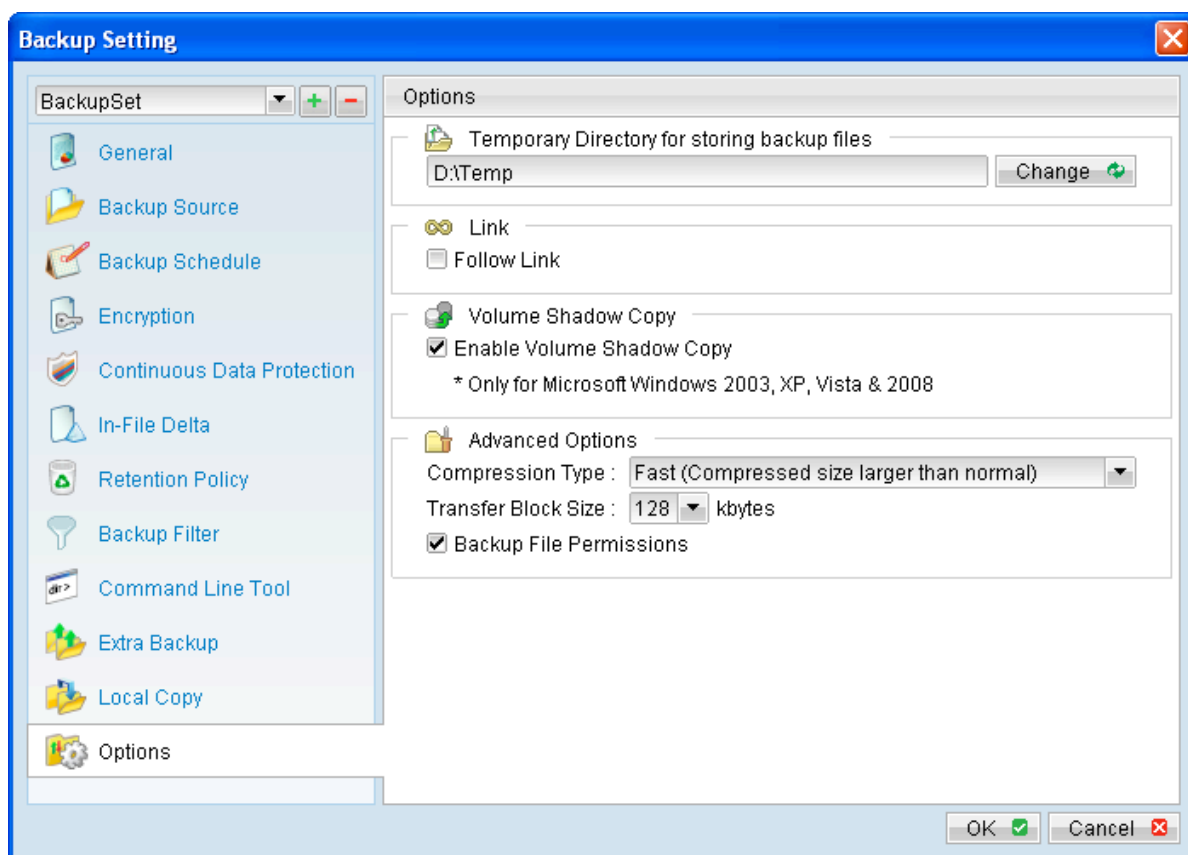 Backup Setting
BackupSet
General
Backup Source
Backup Schedule
Encryption
Continuous Data Protection
In-File Delta
Retention Policy
Backup Filter
dir>
Command Line Tool
Extra Backup
Local Copy
Options
Options
Temporary Directory for storing backup files
D:\Temp
Change
Link
Follow Link
Volume Shadow Copy
Enable Volume Shadow Copy
* Only for Microsoft Windows 2003, XP, Vista & 2008
Advanced Options
Compression Type : Fast (Compressed size larger than normal)
Transfer Block Size : 128 kbytes
Backup File Permissions
OK Cancel